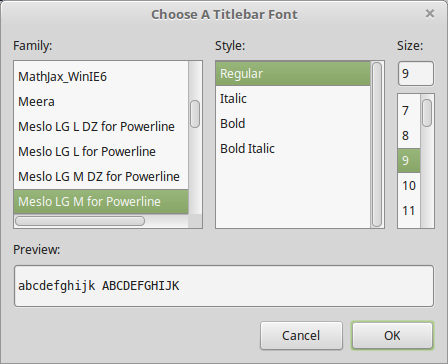 Choose A Titlebar Font
Family:
Style:
Size:
MathJax_WinIE6
Meera
Meslo LG L DZ for Powerline
Meslo LG L for Powerline
Meslo LG M DZ for Powerline
Meslo LG M for Powerline
Regular
Italic
Bold
Bold Italic
9
7
8
9
10
11
Preview:
abcdefghijk ABCDEFGHIJK
Cancel
OK